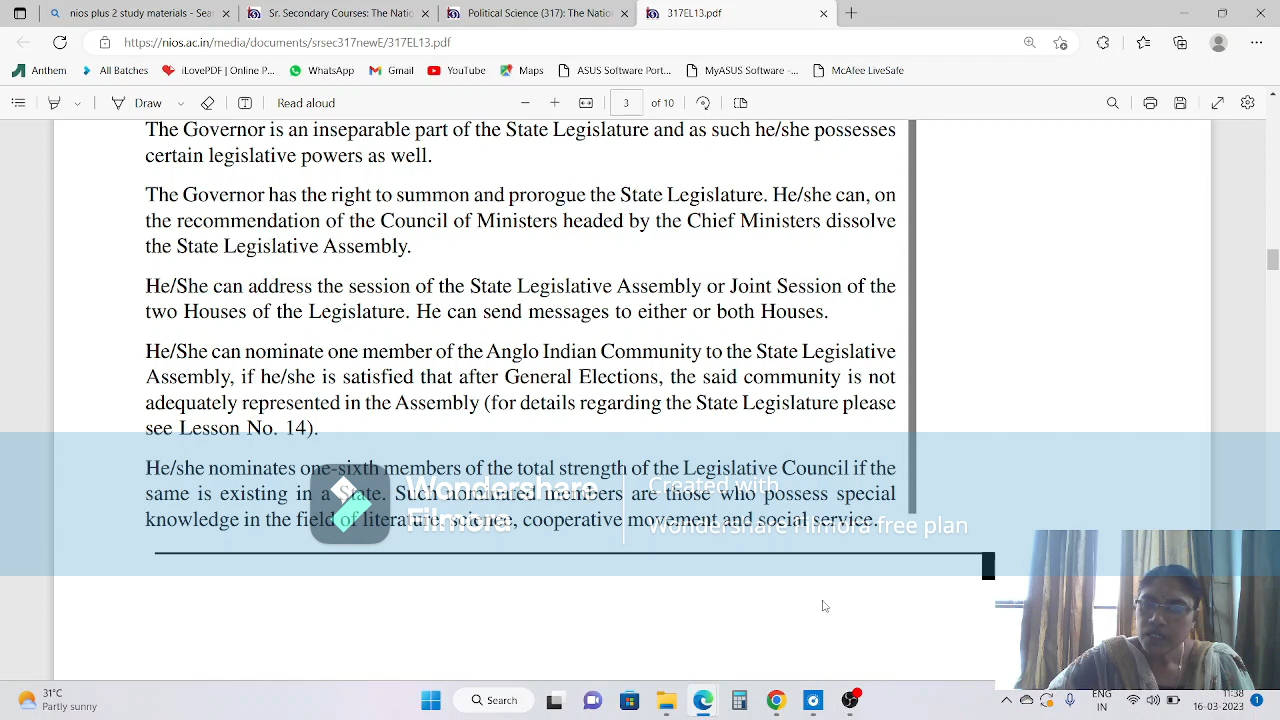 nios plus 2 study materials - Sear
Sr. Secondary Courses: The Natio
Political Science (317): The Natio
317EL13.pdf
https://nios.ac.in/media/documents/srsec317newE/317EL13.pdf
Anthem
All Batches
iLovePDF | Online P...
WhatsApp
Gmail
YouTube
Maps
ASUS Software Port...
MyASUS Software -...
McAfee LiveSafe
Draw
Read aloud
3 of 10
The Governor is an inseparable part of the State Legislature and as such he/she possesses
certain legislative powers as well.
The Governor has the right to summon and prorogue the State Legislature. He/she can, on
the recommendation of the Council of Ministers headed by the Chief Ministers dissolve
the State Legislative Assembly.
He/She can address the session of the State Legislative Assembly or Joint Session of the
two Houses of the Legislature. He can send messages to either or both Houses.
He/She can nominate one member of the Anglo Indian Community to the State Legislative
Assembly, if he/she is satisfied that after General Elections, the said community is not
adequately represented in the Assembly (for details regarding the State Legislature please
see Lesson No. 14).
He/she nominates one-sixth members of the total strength of the Legislative Council if the
same is existing in a State. Such nominated members are those who possess special
knowledge in the field of literature, science, cooperative movement and social service.
Wondershare
Filmora
Created with
Wondershare Filmora free plan
31°C
Partly sunny
Search
ENG
IN
11:38
16-03-2023
1